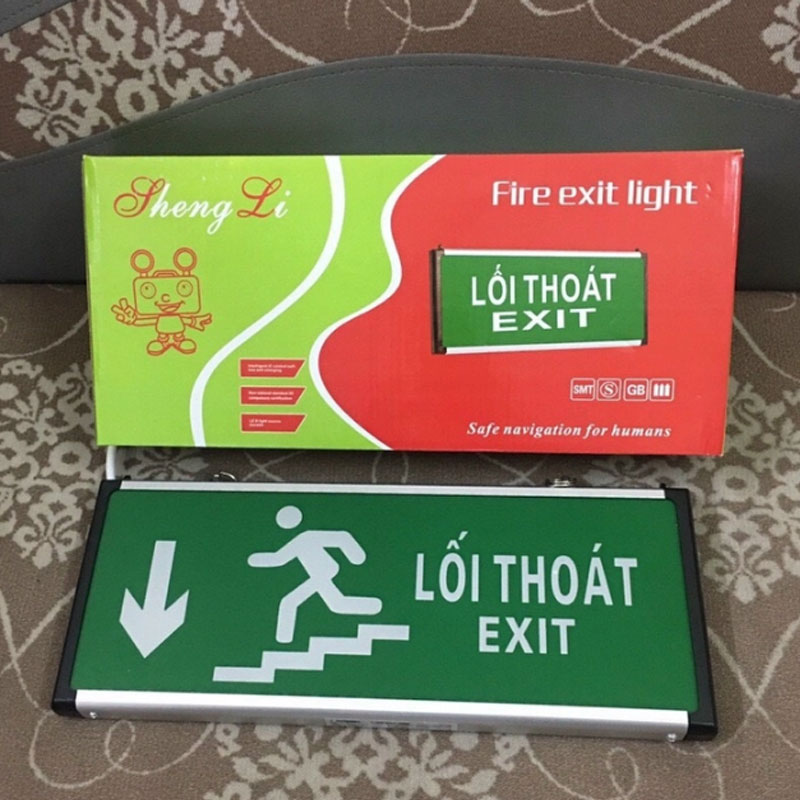 Sheng Li
Fire exit light
LỐI THOÁT
EXIT
SMT S GB
Safe navigation for humans
LỐI THOÁT
EXIT